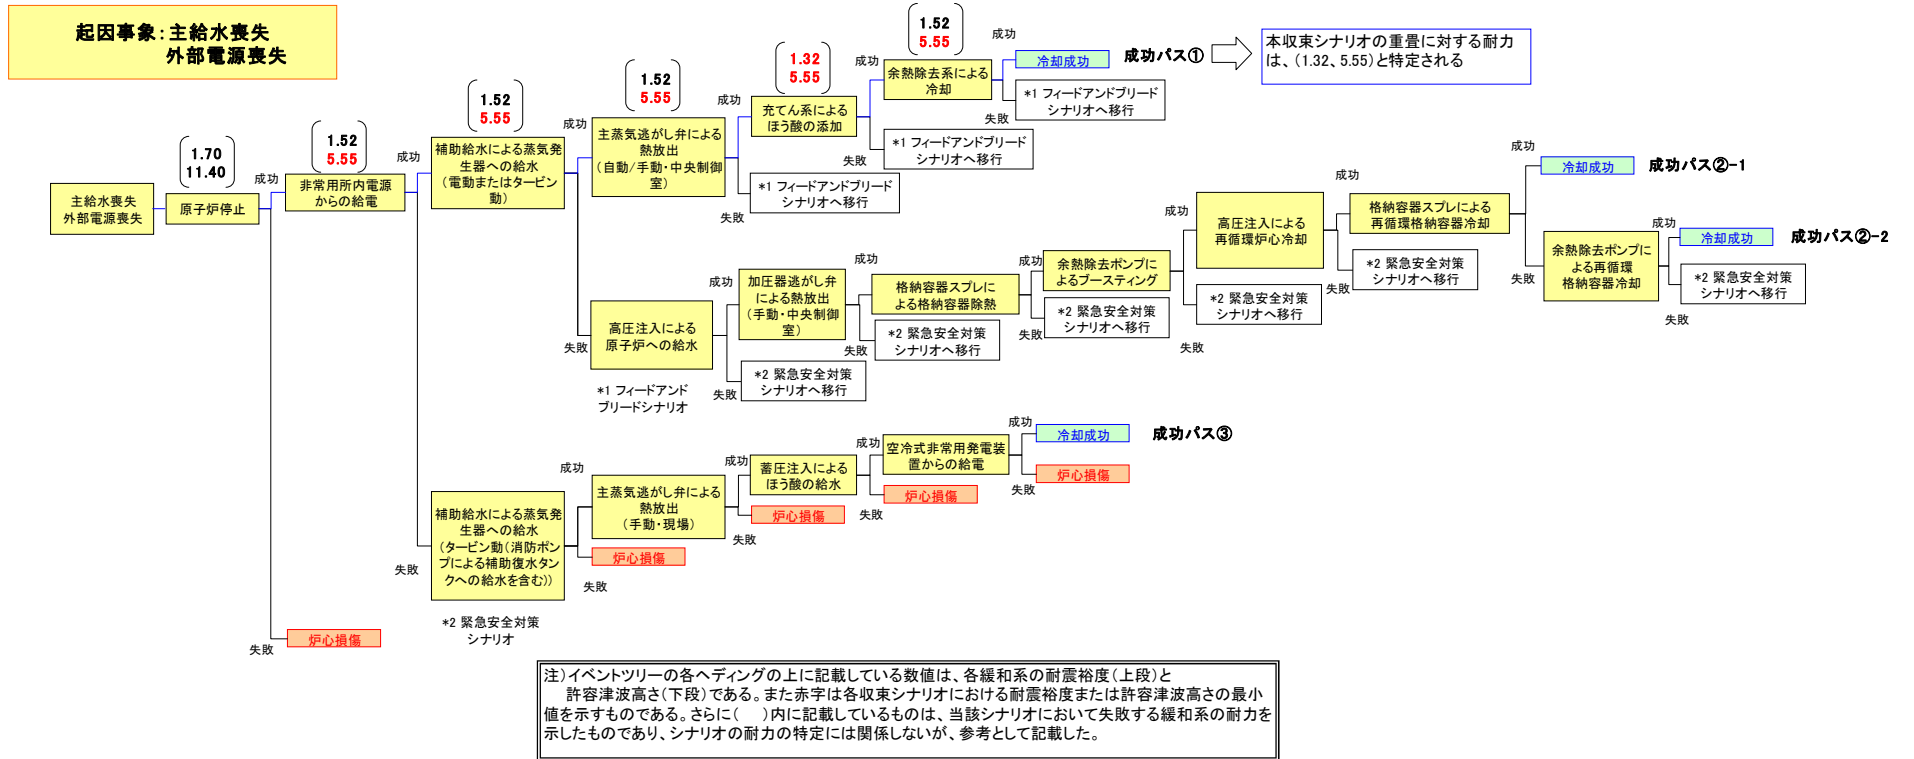 起因事象：主給水喪失
外部電源喪失
主給水喪失
外部電源喪失
1.70
11.40
原子炉停止
成功
失敗
炉心損傷
1.52
5.55
非常用所内電源
からの給電
成功
失敗
1.52
5.55
補助給水による蒸気発
生器への給水
（電動またはタービン
動）
成功
失敗
1.52
5.55
主蒸気逃がし弁による
熱放出
（自動/手動・中央制御
室）
成功
失敗
*1 フィードアンドブリード
シナリオへ移行
1.32
5.55
充てん系による
ほう酸の添加
成功
失敗
*1 フィードアンドブリード
シナリオへ移行
1.52
5.55
余熱除去系による
冷却
成功
失敗
*1 フィードアンドブリード
シナリオへ移行
冷却成功
成功パス①
本収束シナリオの重畳に対する耐力
は、(1.32、5.55)と特定される
高圧注入による
原子炉への給水
*1 フィードアンド
ブリードシナリオ
成功
失敗
*2 緊急安全対策
シナリオへ移行
加圧器逃がし弁
による熱放出
（手動・中央制御
室）
成功
失敗
*2 緊急安全対策
シナリオへ移行
格納容器スプレに
よる格納容器除熱
成功
失敗
*2 緊急安全対策
シナリオへ移行
余熱除去ポンプに
よるブースティング
成功
失敗
*2 緊急安全対策
シナリオへ移行
高圧注入による
再循環炉心冷却
成功
失敗
*2 緊急安全対策
シナリオへ移行
格納容器スプレによる
再循環格納容器冷却
成功
失敗
冷却成功
成功パス②-1
余熱除去ポンプに
よる再循環
格納容器冷却
成功
失敗
冷却成功
成功パス②-2
*2 緊急安全対策
シナリオへ移行
補助給水による蒸気発
生器への給水
（タービン動（消防ポン
プによる補助復水タン
クへの給水を含む））
*2 緊急安全対策
シナリオ
成功
失敗
炉心損傷
主蒸気逃がし弁による
熱放出
（手動・現場）
成功
失敗
炉心損傷
蓄圧注入による
ほう酸の給水
成功
失敗
炉心損傷
空冷式非常用発電装
置からの給電
成功
失敗
炉心損傷
冷却成功
成功パス③
注）イベントツリーの各ヘディングの上に記載している数値は、各緩和系の耐震裕度（上段）と
許容津波高さ（下段）である。また赤字は各収束シナリオにおける耐震裕度または許容津波高さの最小
値を示すものである。さらに（　）内に記載しているものは、当該シナリオにおいて失敗する緩和系の耐力を
示したものであり、シナリオの耐力の特定には関係しないが、参考として記載した。